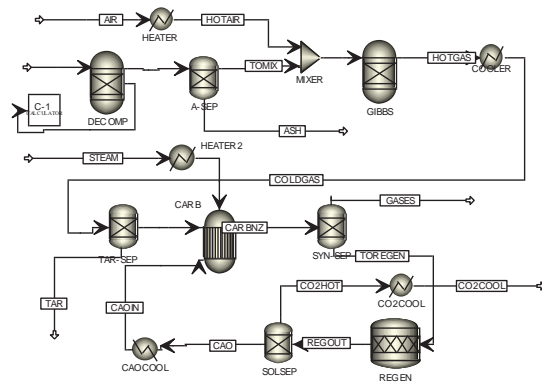 AIR
HOTAIR
HEATER
TOMIX
MIXER
HOTGAS
COOLER
C-1
CALCULATOR
DECOMP
A-SEP
GIBBS
ASH
HEATER2
STEAM
COLDGAS
GASES
CARB
CARBNZ
TAR-SEP
SYN-SEP
TOREGEN
CO2HOT
CO2COOL
CO2COOL
TAR
CAOIN
CAO
REGOUT
CAOCOOL
SOLSEP
REGEN